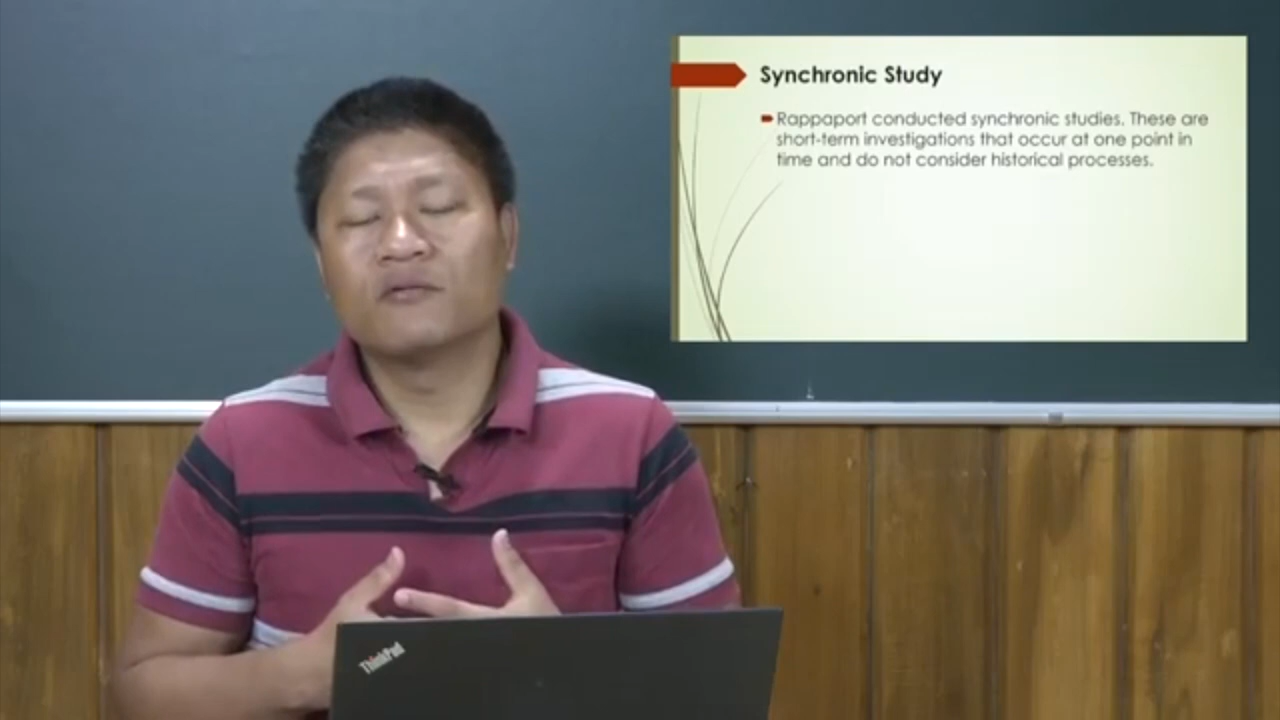 Synchronic Study
Rappaport conducted synchronic studies. These are
short-term investigations that occur at one point in
time and do not consider historical processes.
ThinkPad